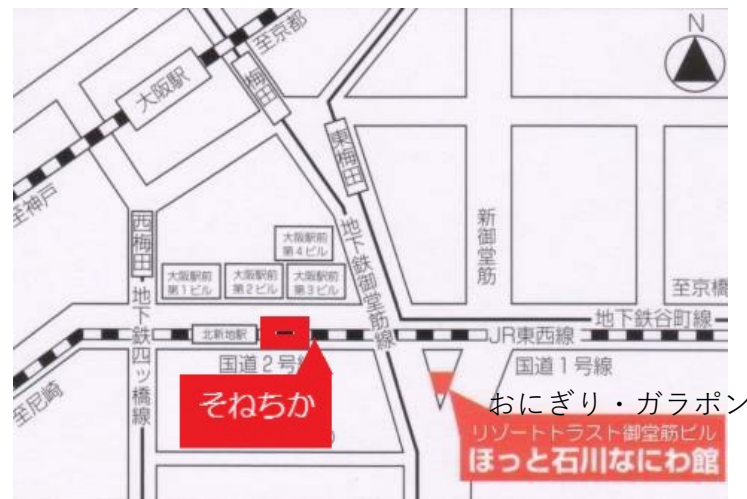 N
至京都
大阪駅
梅田
東梅田
至神戸
西梅田
新御堂筋
大阪駅前
第4ビル
大阪駅前
第1ビル
大阪駅前
第2ビル
大阪駅前
第3ビル
地下鉄御堂筋線
至京橋
地下鉄谷町線
北新地駅
JR東西線
地下鉄四ッ橋線
国道2号
国道1号線
至尼崎
そねちか
おにぎり・ガラポン
リゾートトラスト御堂筋ビル
ほっと石川なにわ館